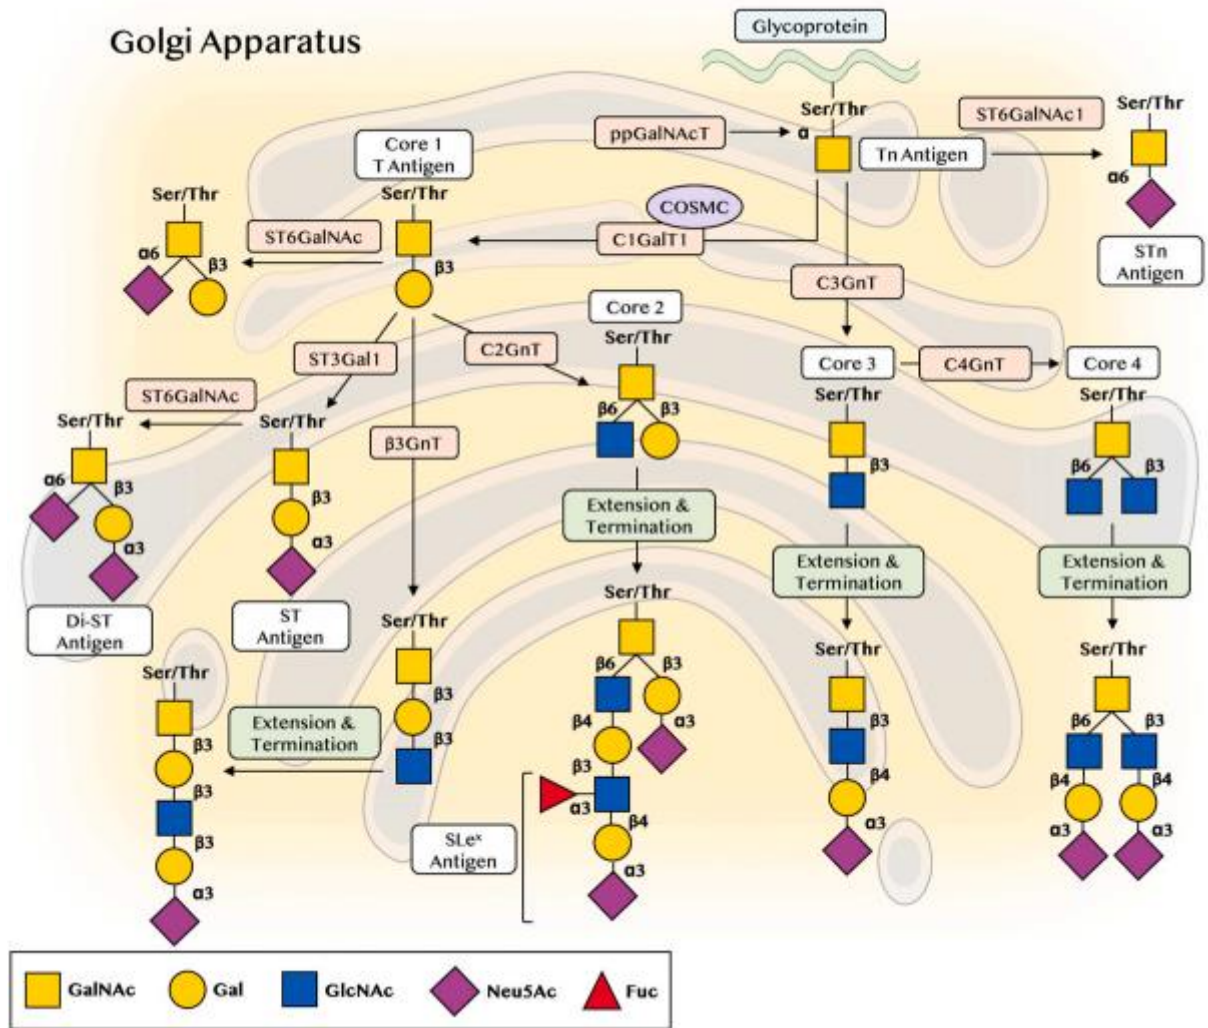 Golgi Apparatus
Glycoprotein
Ser/Thr
α
ppGalNAcT
Tn Antigen
ST6GalNAc1
Ser/Thr
α6
STn
Antigen
Core 1
T Antigen
Ser/Thr
β3
COSMC
C1GalT1
ST6GalNAc
Ser/Thr
α6
β3
C3GnT
Core 2
Ser/Thr
β6
β3
ST3Gal1
C2GnT
Core 3
Ser/Thr
β3
C4GnT
Core 4
Ser/Thr
β6
β3
ST6GalNAc
Ser/Thr
α6
β3
α3
Di-ST
Antigen
Ser/Thr
β3
α3
ST
Antigen
β3GnT
Extension &
Termination
Extension &
Termination
Extension &
Termination
Ser/Thr
β3
β3
Extension &
Termination
Ser/Thr
β3
β3
β3
α3
Ser/Thr
β6
β3
β4
α3
β3
α3
β4
α3
SLeˣ
Antigen
Ser/Thr
β3
β4
α3
Ser/Thr
β6
β3
β4
β4
α3
α3
GalNAc
Gal
GlcNAc
Neu5Ac
Fuc